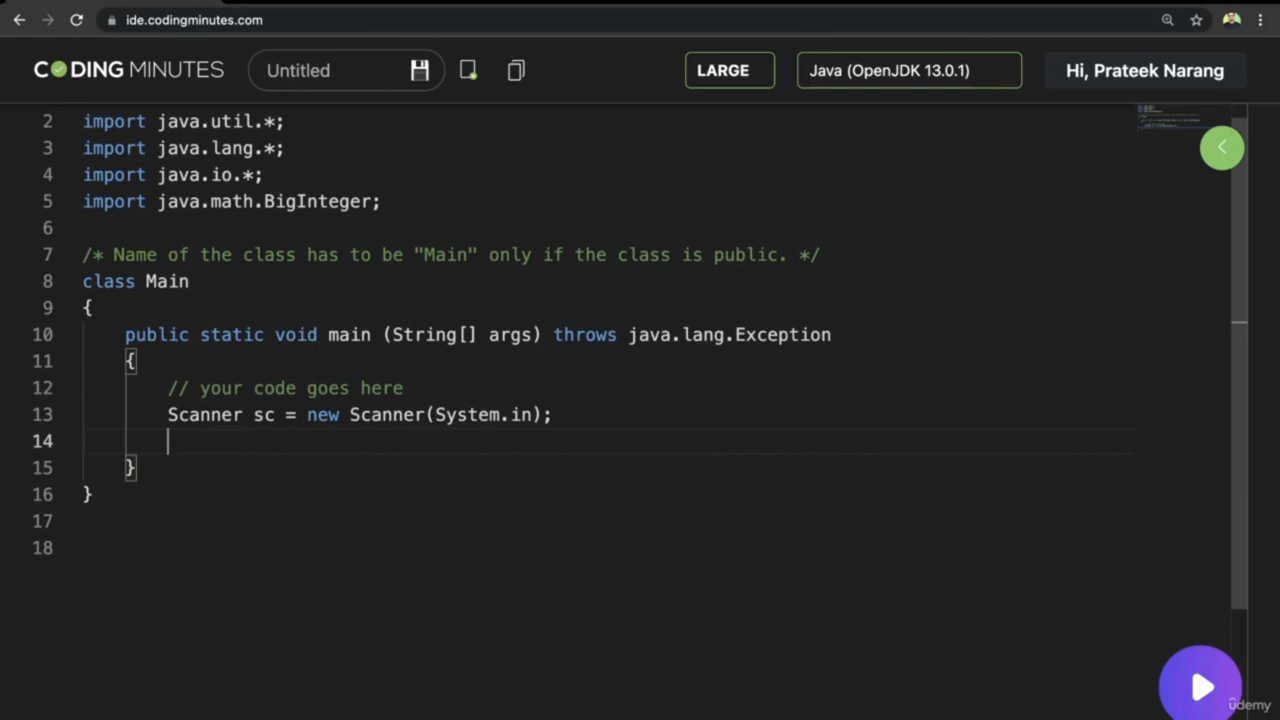 ide.codingminutes.com
CODING MINUTES
Untitled
LARGE
Java (OpenJDK 13.0.1)
Hi, Prateek Narang
2 import java.util.*;
3 import java.lang.*;
4 import java.io.*;
5 import java.math.BigInteger;
6
7 /* Name of the class has to be "Main" only if the class is public. */
8 class Main
9 {
10 public static void main (String[] args) throws java.lang.Exception
11 {
12 // your code goes here
13 Scanner sc = new Scanner(System.in);
14
15 }
16 }
17
18
ûdemy